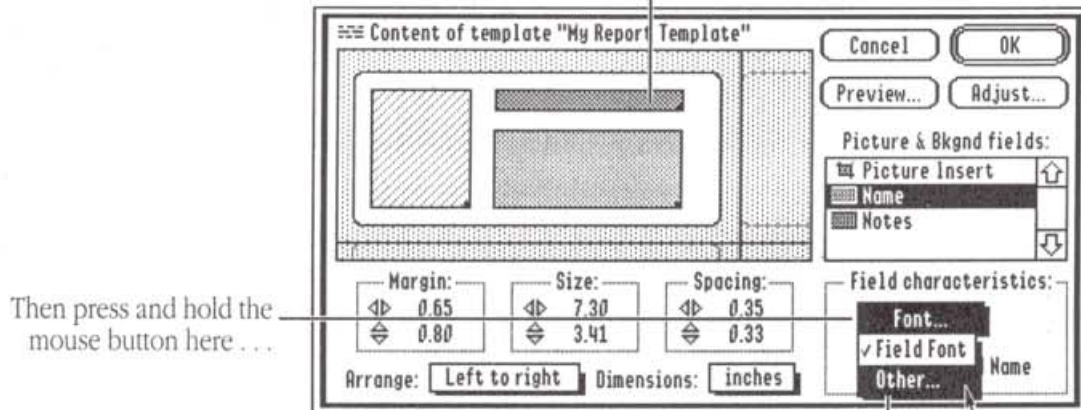 Content of template "My Report Template"
Cancel
OK
Preview...
Adjust...
Picture & Bkgnd fields:
Picture Insert
Name
Notes
Margin:
0.65
0.80
Size:
7.30
3.41
Spacing:
0.35
0.33
Field characteristics:
Font...
✓Field Font
Other...
Name
Then press and hold the
mouse button here . . .
Arrange: Left to right Dimensions: inches